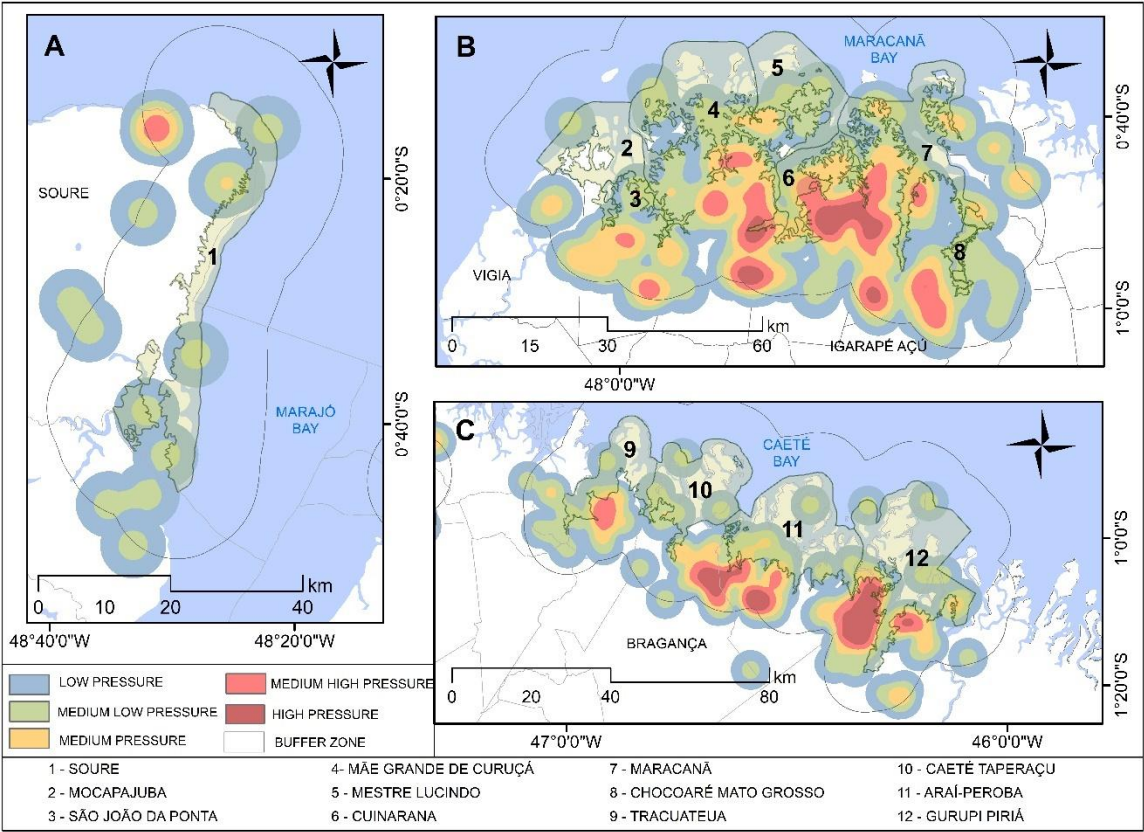 A
SOURE
1
0°20'0"S
0°40'0"S
MARAJÓ
BAY
km
0 10 20 40
48°40'0"W 48°20'0"W
B
MARACANÃ
BAY
5
4
2
7
6
3
8
0°40'0"S
1°0'0"S
VIGIA
km
0 15 30 60
IGARAPÉ AÇÚ
48°0'0"W
C
CAETÉ
BAY
9
10
11
12
1°0'0"S
1°20'0"S
BRAGANÇA
km
0 20 40 80
47°0'0"W 46°0'0"W
LOW PRESSURE
MEDIUM LOW PRESSURE
MEDIUM PRESSURE
MEDIUM HIGH PRESSURE
HIGH PRESSURE
BUFFER ZONE
1 - SOURE
2 - MOCAPAJUBA
3 - SÃO JOÃO DA PONTA
4- MÃE GRANDE DE CURUÇÁ
5 - MESTRE LUCINDO
6 - CUINARANA
7 - MARACANÃ
8 - CHOCOARÉ MATO GROSSO
9 - TRACUATEUA
10 - CAETÉ TAPERAÇU
11 - ARAÍ-PEROBA
12 - GURUPI PIRIÁ